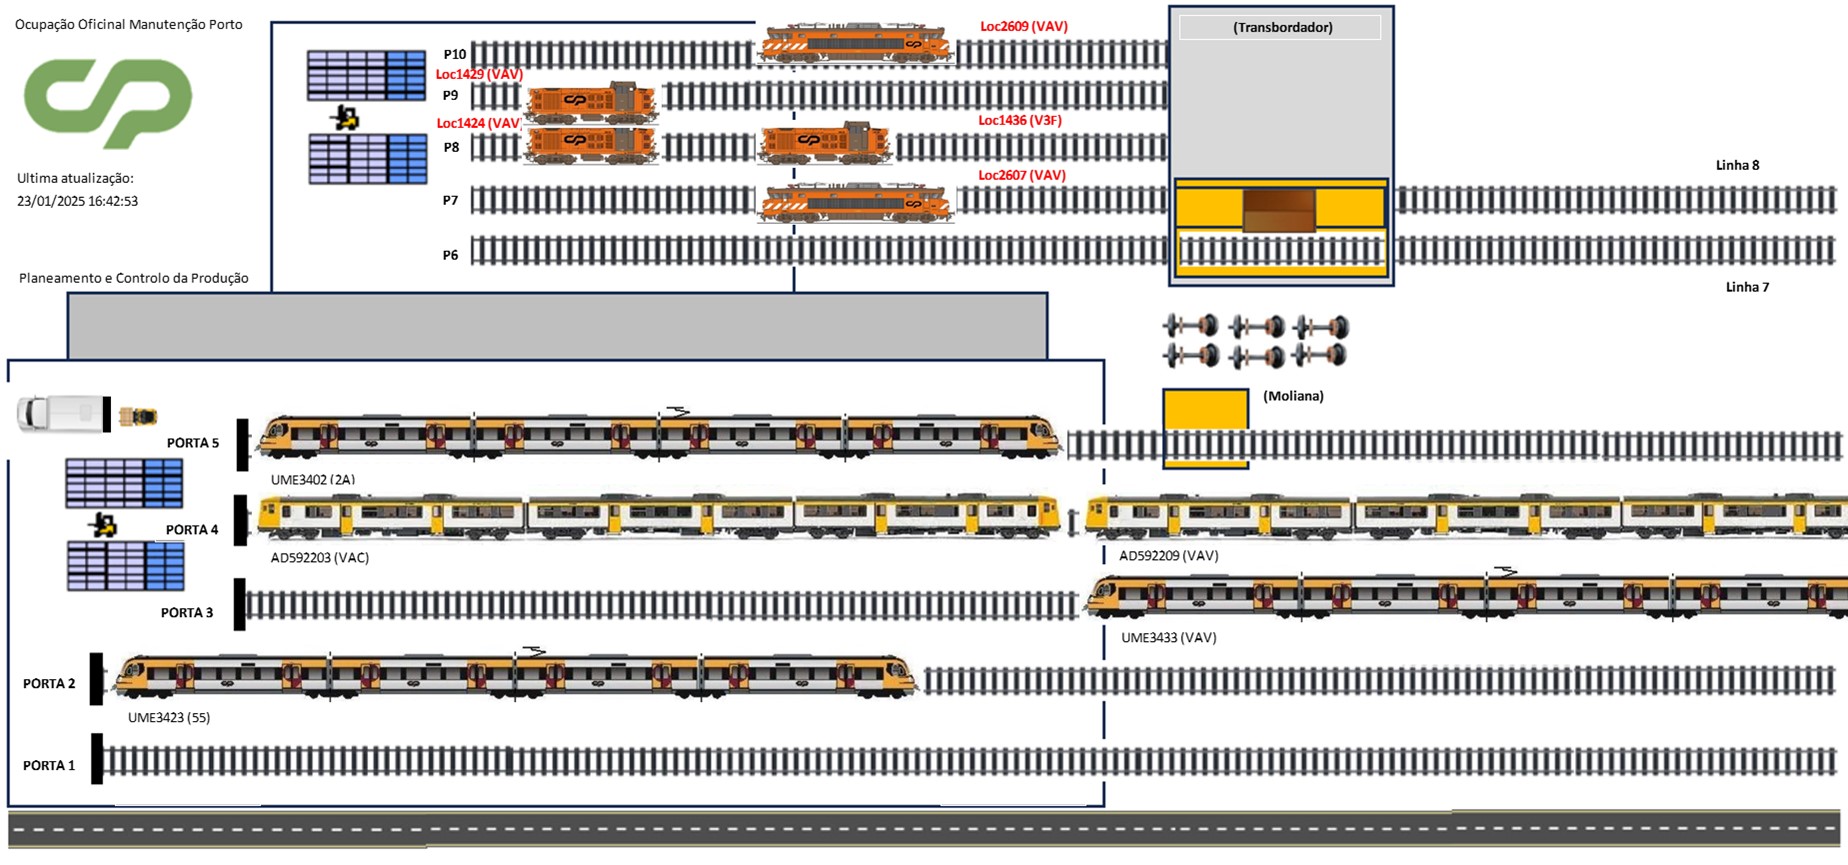 Ocupação Oficinal Manutenção Porto
Loc2609 (VAV)
(Transbordador)
P10
Loc1429 (VAV)
P9
Loc1424 (VAV)
Loc1436 (V3F)
P8
Linha 8
Ultima atualização:
Loc2607 (VAV)
23/01/2025 16:42:53
P7
P6
Planeamento e Controlo da Produção
Linha 7
(Moliana)
PORTA 5
UME3402 (2A)
PORTA 4
AD592203 (VAC)
AD592209 (VAV)
PORTA 3
UME3433 (VAV)
PORTA 2
UME3423 (55)
PORTA 1